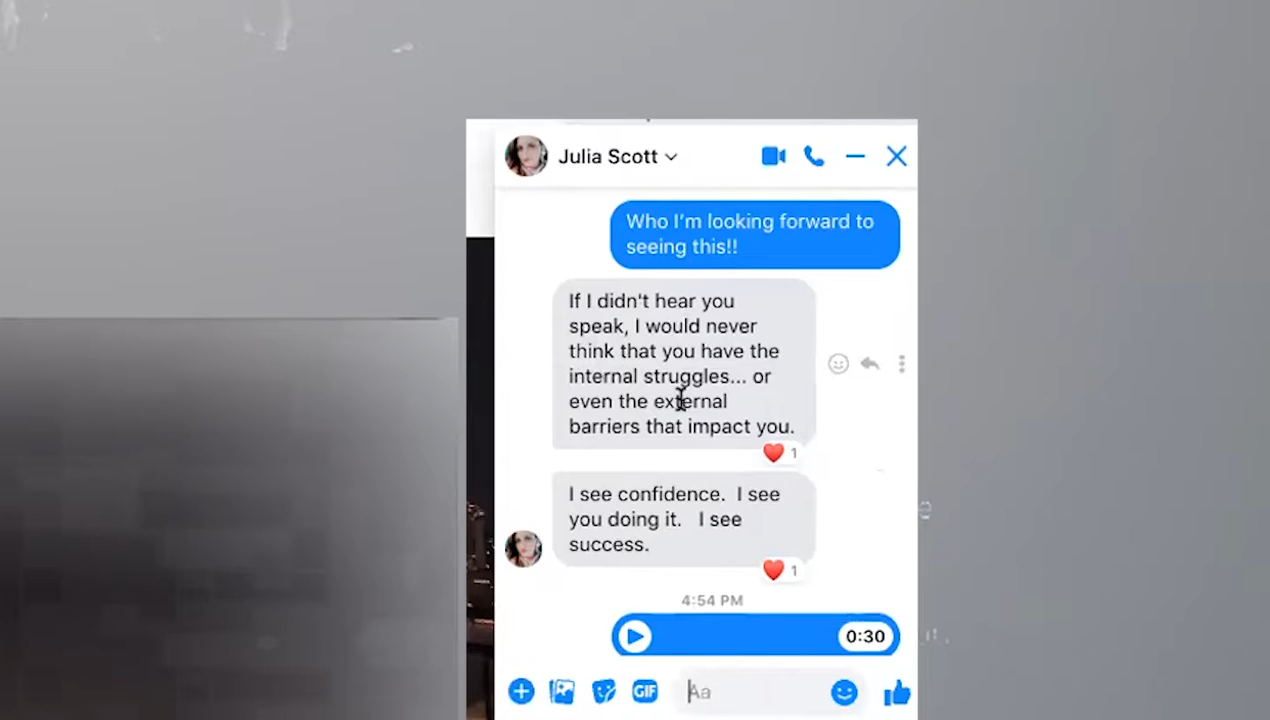 Julia Scott
Who I'm looking forward to
seeing this!!
If I didn't hear you
speak, I would never
think that you have the
internal struggles... or
even the external
barriers that impact you.
1
I see confidence. I see
you doing it. I see
success.
1
4:54 PM
0:30
GIF
Aa